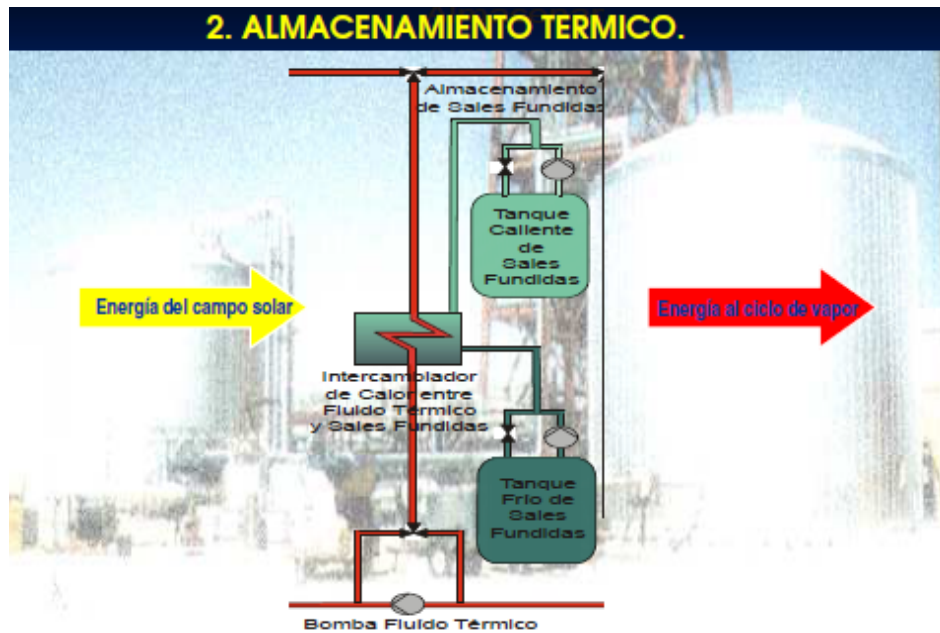 2. ALMACENAMIENTO TERMICO.
Almacenamiento
de Sales Fundidas
Tanque
Caliente
de
Sales
Fundidas
Energía del campo solar
Energía al ciclo de vapor
Intercambiador
de Calor entre
Fluido Térmico
y Sales Fundidas
Tanque
Frío de
Sales
Fundidas
Bomba Fluído Térmico